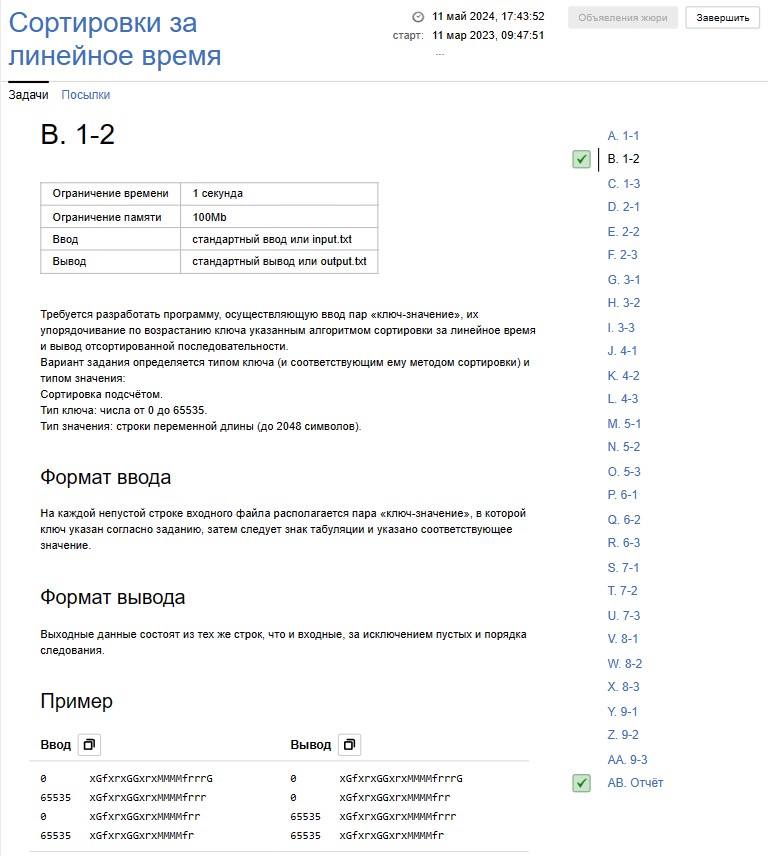 Сортировки за
линейное время
11 май 2024, 17:43:52
старт: 11 мар 2023, 09:47:51
...
Объявления жюри
Завершить
Задачи Посылки
B. 1-2
Ограничение времени 1 секунда
Ограничение памяти 100Mb
Ввод стандартный ввод или input.txt
Вывод стандартный вывод или output.txt
Требуется разработать программу, осуществляющую ввод пар «ключ-значение», их
упорядочивание по возрастанию ключа указанным алгоритмом сортировки за линейное время
и вывод отсортированной последовательности.
Вариант задания определяется типом ключа (и соответствующим ему методом сортировки) и
типом значения:
Сортировка подсчётом.
Тип ключа: числа от 0 до 65535.
Тип значения: строки переменной длины (до 2048 символов).
Формат ввода
На каждой непустой строке входного файла располагается пара «ключ-значение», в которой
ключ указан согласно заданию, затем следует знак табуляции и указано соответствующее
значение.
Формат вывода
Выходные данные состоят из тех же строк, что и входные, за исключением пустых и порядка
следования.
Пример
Ввод Вывод
0 xGfxrxGGxrxMMMMfrrrG 0 xGfxrxGGxrxMMMMfrrrG
65535 xGfxrxGGxrxMMMMfrrr 0 xGfxrxGGxrxMMMMfrr
0 xGfxrxGGxrxMMMMfrr 65535 xGfxrxGGxrxMMMMfrrr
65535 xGfxrxGGxrxMMMMfr 65535 xGfxrxGGxrxMMMMfr
A. 1-1
B. 1-2
C. 1-3
D. 2-1
E. 2-2
F. 2-3
G. 3-1
H. 3-2
I. 3-3
J. 4-1
K. 4-2
L. 4-3
M. 5-1
N. 5-2
O. 5-3
P. 6-1
Q. 6-2
R. 6-3
S. 7-1
T. 7-2
U. 7-3
V. 8-1
W. 8-2
X. 8-3
Y. 9-1
Z. 9-2
AA. 9-3
AB. Отчёт